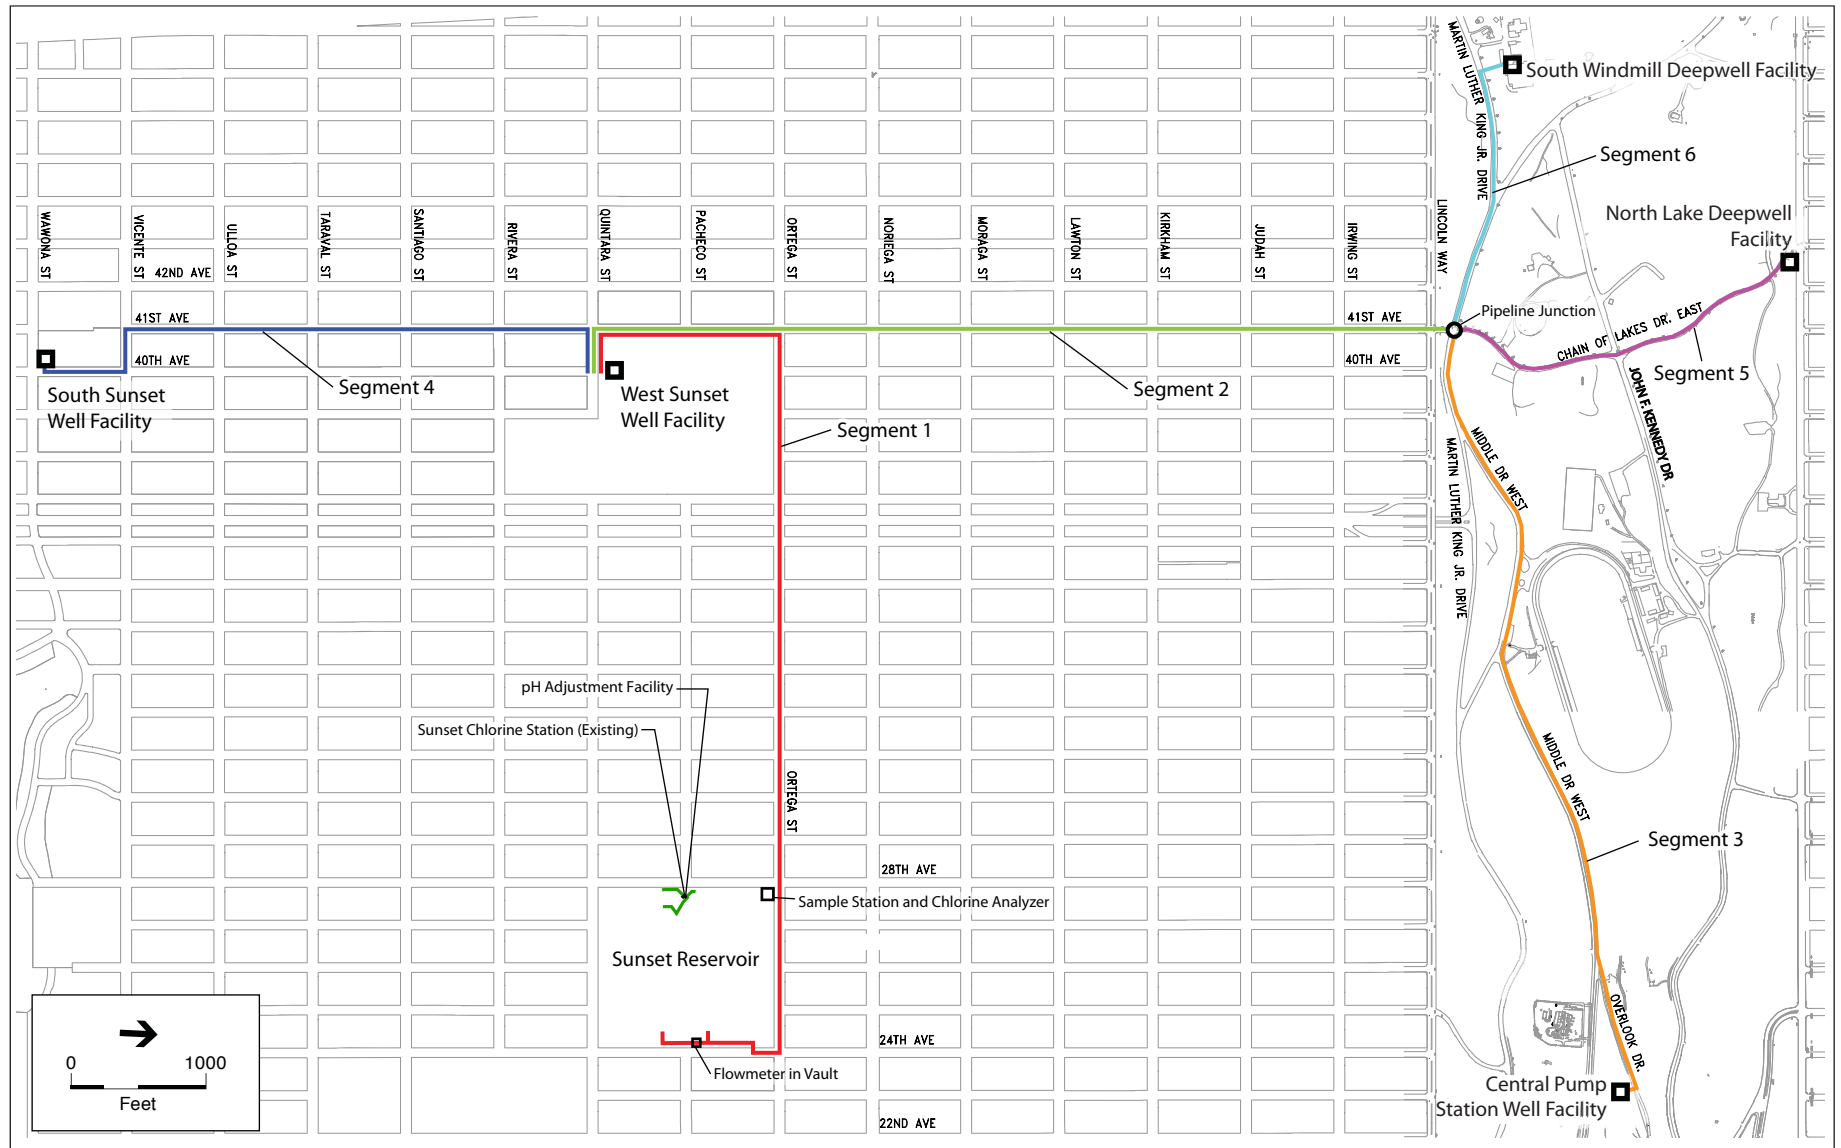 MARTIN LUTHER KING JR. DRIVE
South Windmill Deepwell Facility
Segment 6
North Lake Deepwell
Facility
WAWONA ST
VICENTE ST
ULLOA ST
TARAVAL ST
SANTIAGO ST
RIVERA ST
QUINTARA ST
PACHECO ST
ORTEGA ST
NORIEGA ST
MORAGA ST
LAWTON ST
KIRKHAM ST
JUDAH ST
IRWING ST
LINCOLN WAY
42ND AVE
41ST AVE
41ST AVE
Pipeline Junction
CHAIN OF LAKES DR. EAST
40TH AVE
40TH AVE
South Sunset
Well Facility
Segment 4
West Sunset
Well Facility
Segment 2
Segment 5
JOHN F. KENNEDY DR
Segment 1
MIDDLE DR WEST
MARTIN LUTHER KING JR. DRIVE
pH Adjustment Facility
Sunset Chlorine Station (Existing)
ORTEGA ST
MIDDLE DR WEST
Segment 3
28TH AVE
Sample Station and Chlorine Analyzer
Sunset Reservoir
24TH AVE
OVERLOOK DR.
Flowmeter in Vault
Central Pump
Station Well Facility
22ND AVE
0 1000
Feet